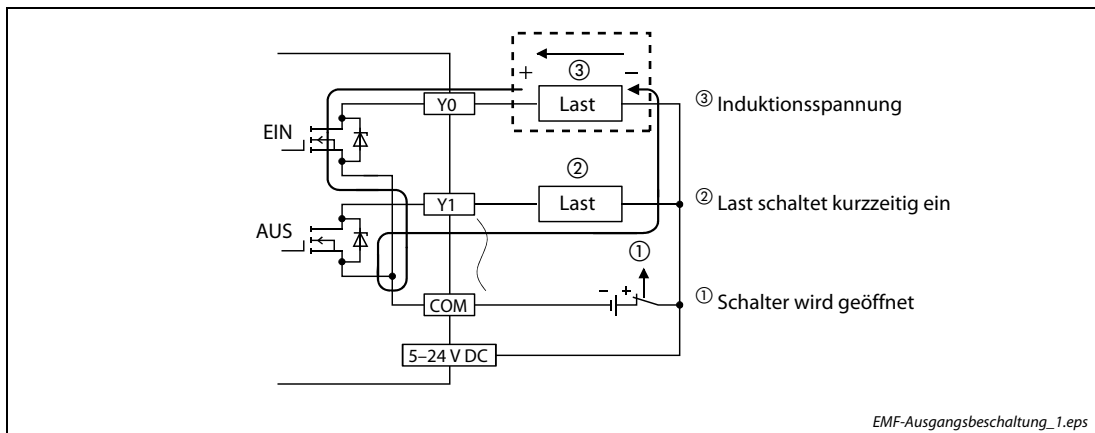 + ③ −
Y0 Last ③ Induktionsspannung
EIN
②
Y1 Last ② Last schaltet kurzzeitig ein
AUS
①
− +
COM ① Schalter wird geöffnet
5–24 V DC
EMF-Ausgangsbeschaltung_1.eps